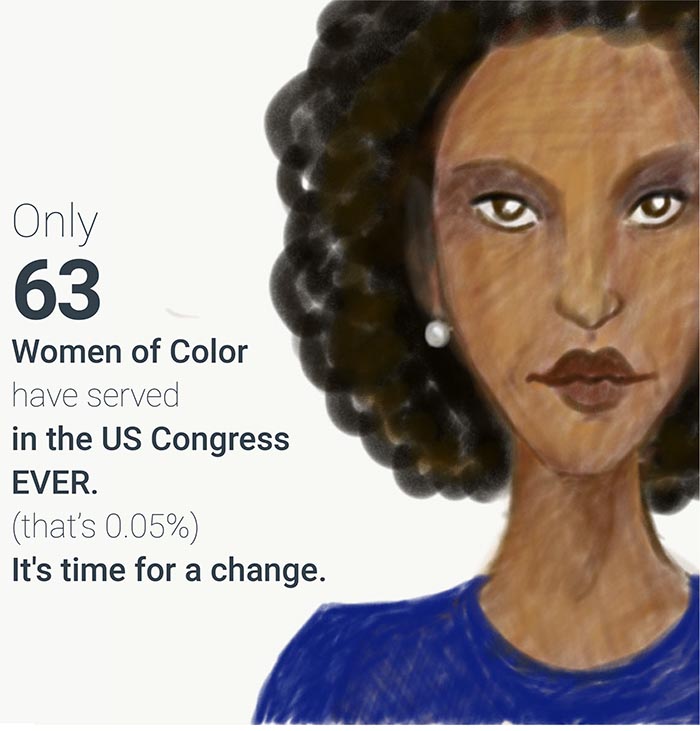 Only
63
Women of Color
have served
in the US Congress
EVER.
(that's 0.05%)
It's time for a change.